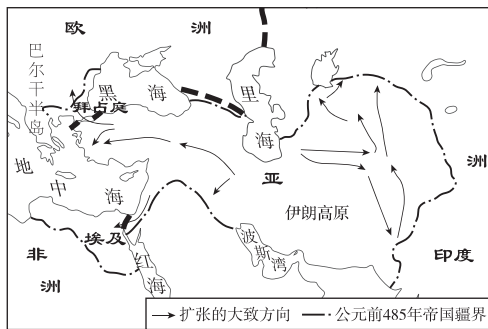 欧 洲
巴尔干半岛
黑 海
拜占庭
里海
地中海
亚 洲
伊朗高原
埃及
非洲
红海
波斯湾
印度
扩张的大致方向
公元前485年帝国疆界